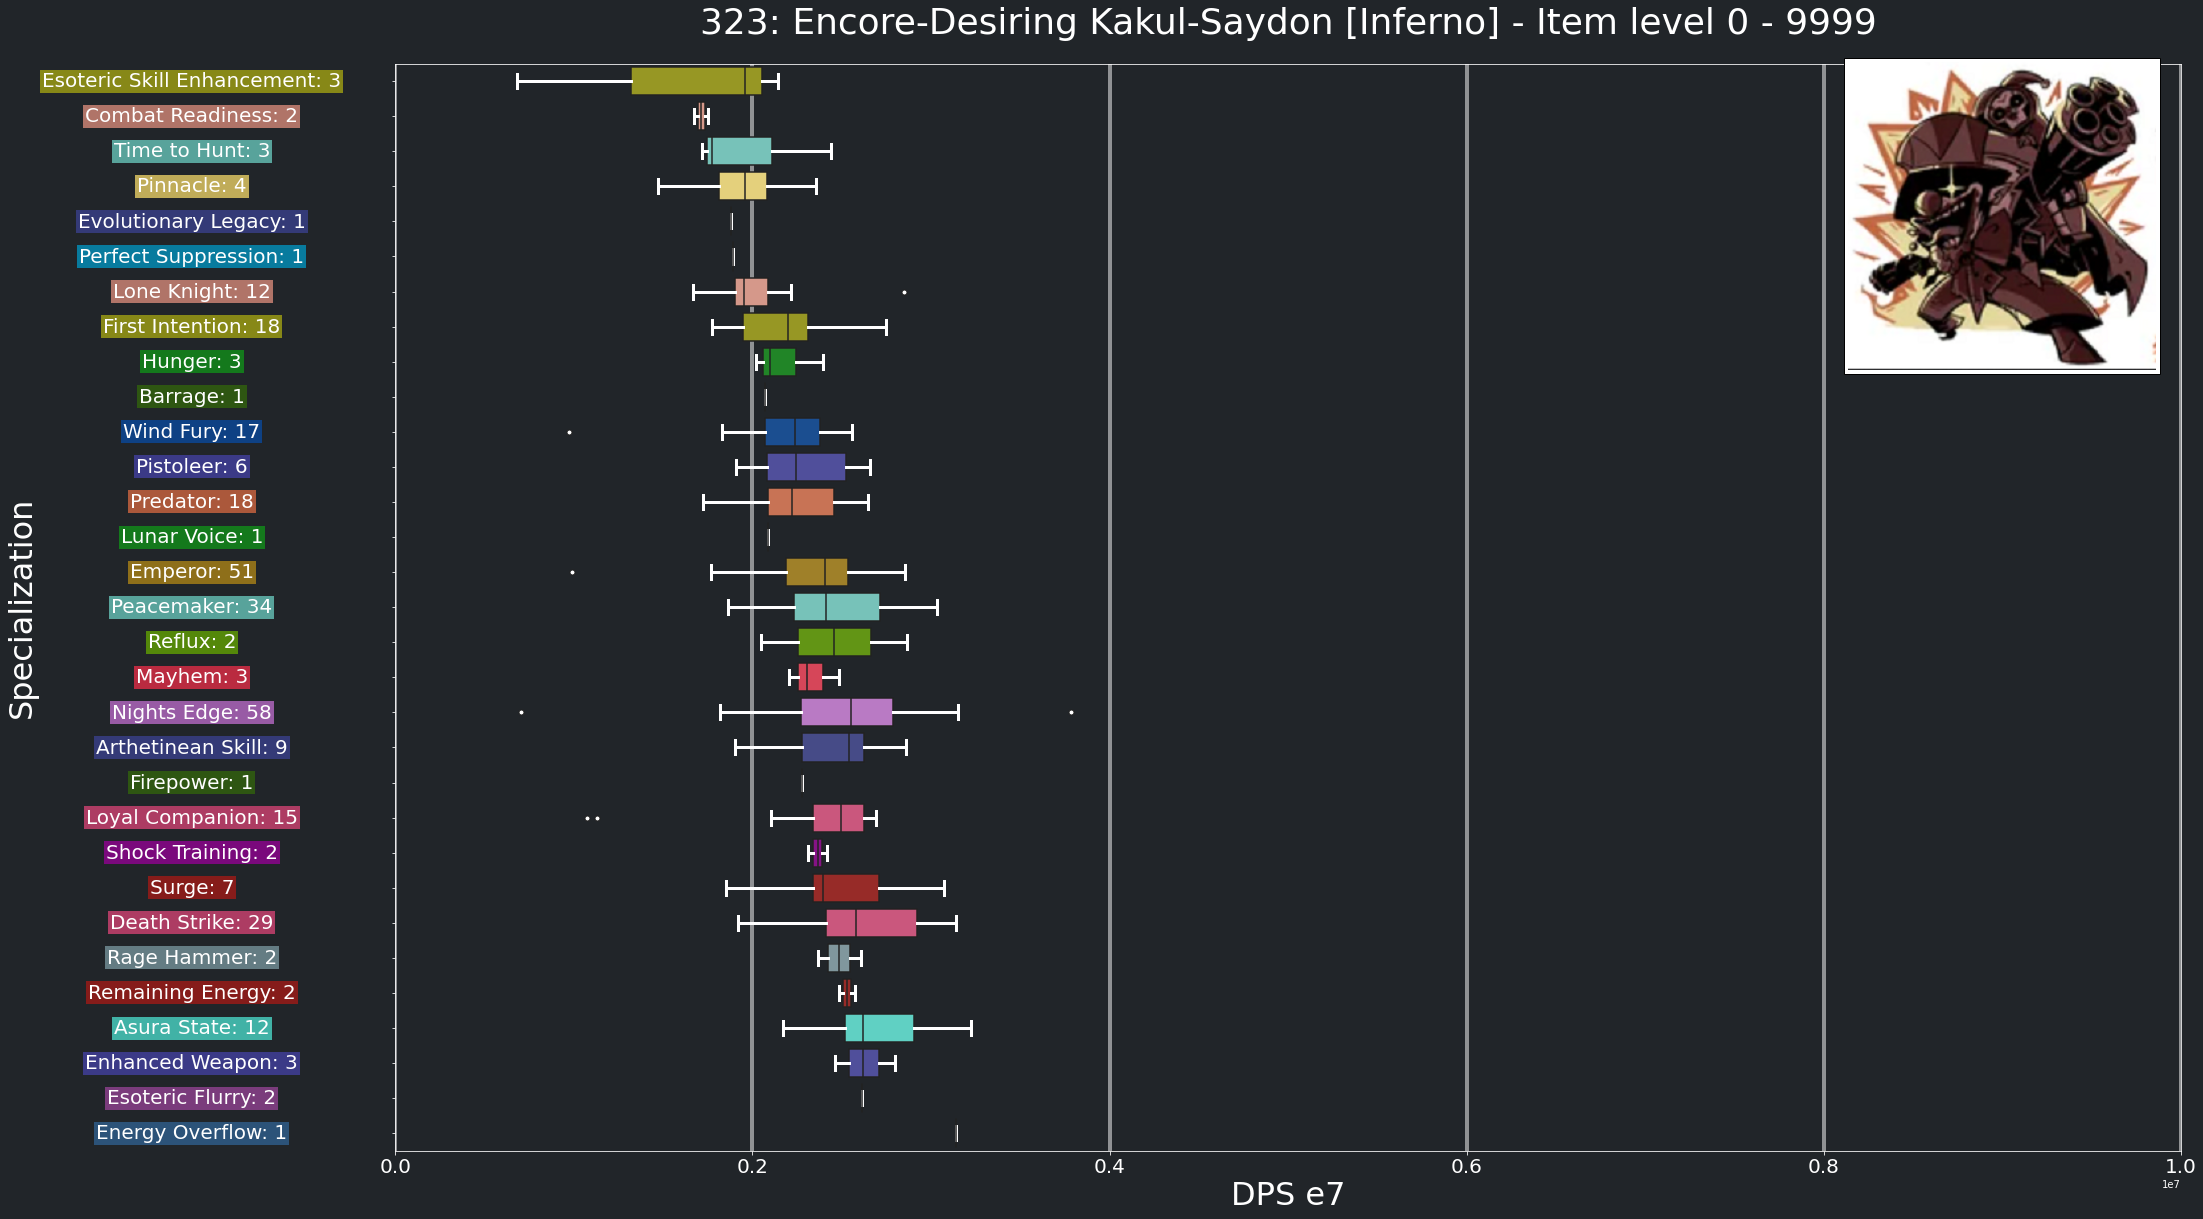 323: Encore-Desiring Kakul-Saydon [Inferno] - Item level 0 - 9999
Esoteric Skill Enhancement: 3
Combat Readiness: 2
Time to Hunt: 3
Pinnacle: 4
Evolutionary Legacy: 1
Perfect Suppression: 1
Lone Knight: 12
First Intention: 18
Hunger: 3
Barrage: 1
Wind Fury: 17
Pistoleer: 6
Predator: 18
Lunar Voice: 1
Emperor: 51
Peacemaker: 34
Reflux: 2
Mayhem: 3
Nights Edge: 58
Arthetinean Skill: 9
Firepower: 1
Loyal Companion: 15
Shock Training: 2
Surge: 7
Death Strike: 29
Rage Hammer: 2
Remaining Energy: 2
Asura State: 12
Enhanced Weapon: 3
Esoteric Flurry: 2
Energy Overflow: 1
Specialization
0.0 0.2 0.4 0.6 0.8 1.0
1e7
DPS e7